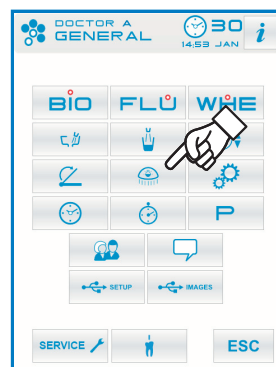 DOCTOR A
GENERAL
30
14:53 JAN
i
BIO FLU WHE
P
SETUP IMAGES
SERVICE ESC